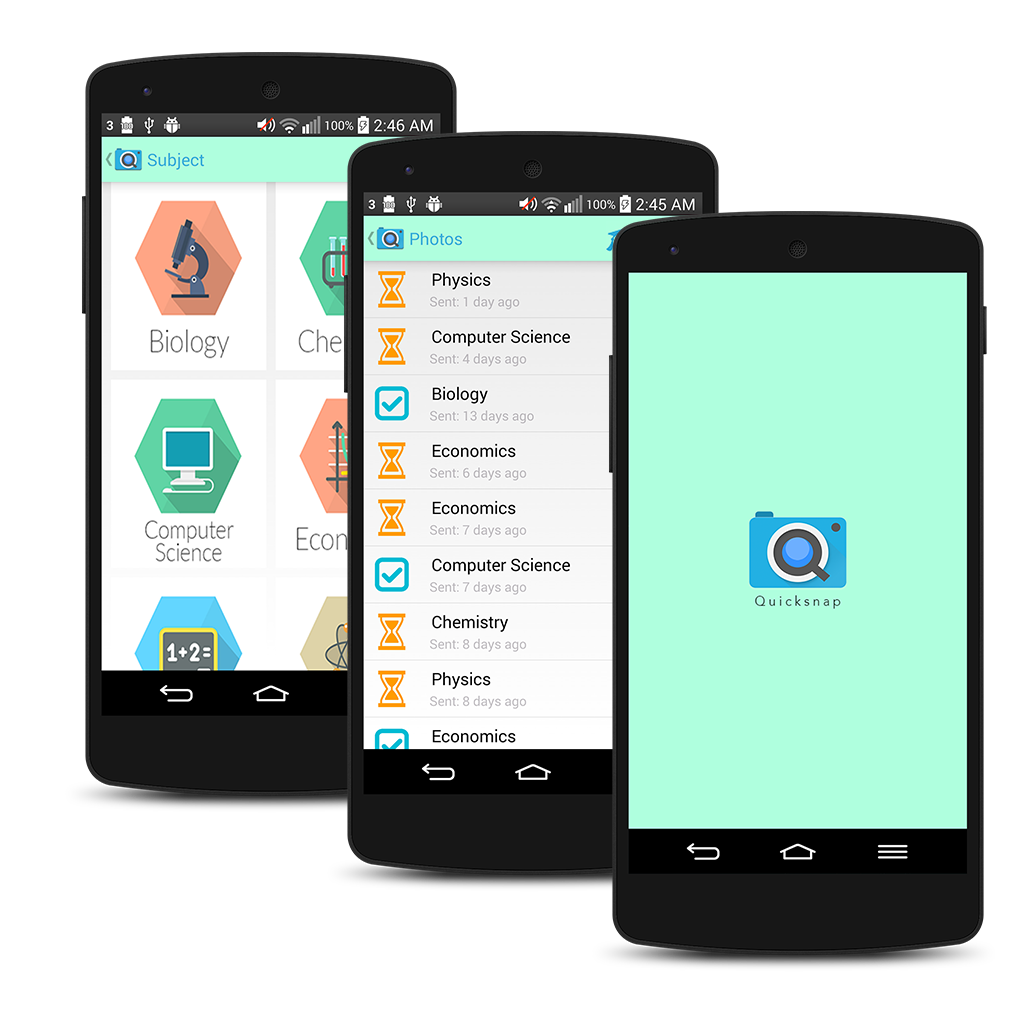 3 100% 2:46 AM
Subject
Biology
Che
Computer
Science
Econ
1+2=
3 100% 2:45 AM
Photos
Physics
Sent: 1 day ago
Computer Science
Sent: 4 days ago
Biology
Sent: 13 days ago
Economics
Sent: 6 days ago
Economics
Sent: 7 days ago
Computer Science
Sent: 7 days ago
Chemistry
Sent: 8 days ago
Physics
Sent: 8 days ago
Economics
Quicksnap